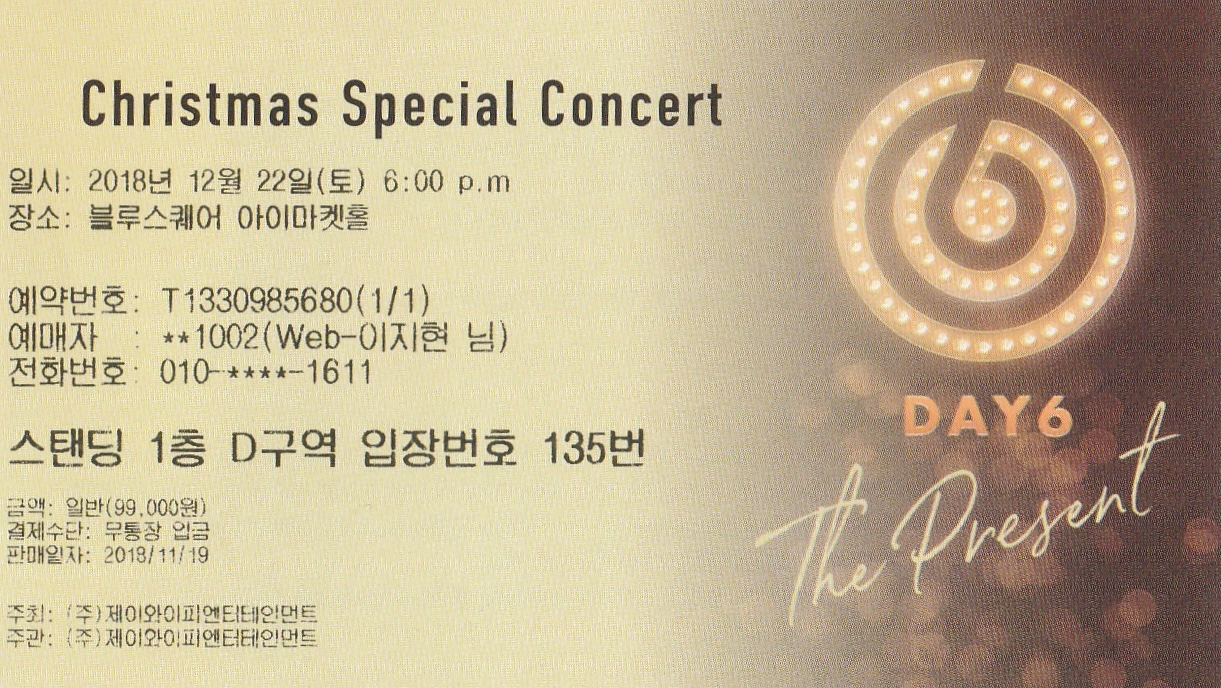 Christmas Special Concert
일시: 2018년 12월 22일(토) 6:00 p.m
장소: 블루스퀘어 아이마켓홀
예약번호: T1330985680(1/1)
예매자 : **1002(Web-이지현 님)
전화번호: 010-****-1611
스탠딩 1층 D구역 입장번호 135번
금액: 일반(99,000원)
결제수단: 무통장 입금
판매일자: 2018/11/19
주최: (주)제이와이피엔터테인먼트
주관: (주)제이와이피엔터테인먼트
DAY6
The Present